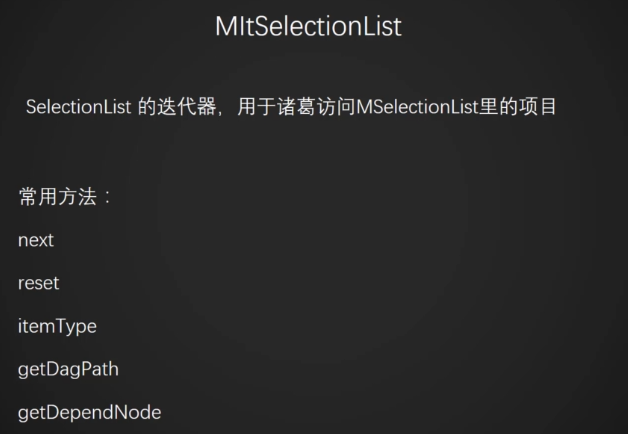 MItSelectionList
SelectionList 的迭代器，用于诸葛访问MSelectionList里的项目
常用方法：
next
reset
itemType
getDagPath
getDependNode